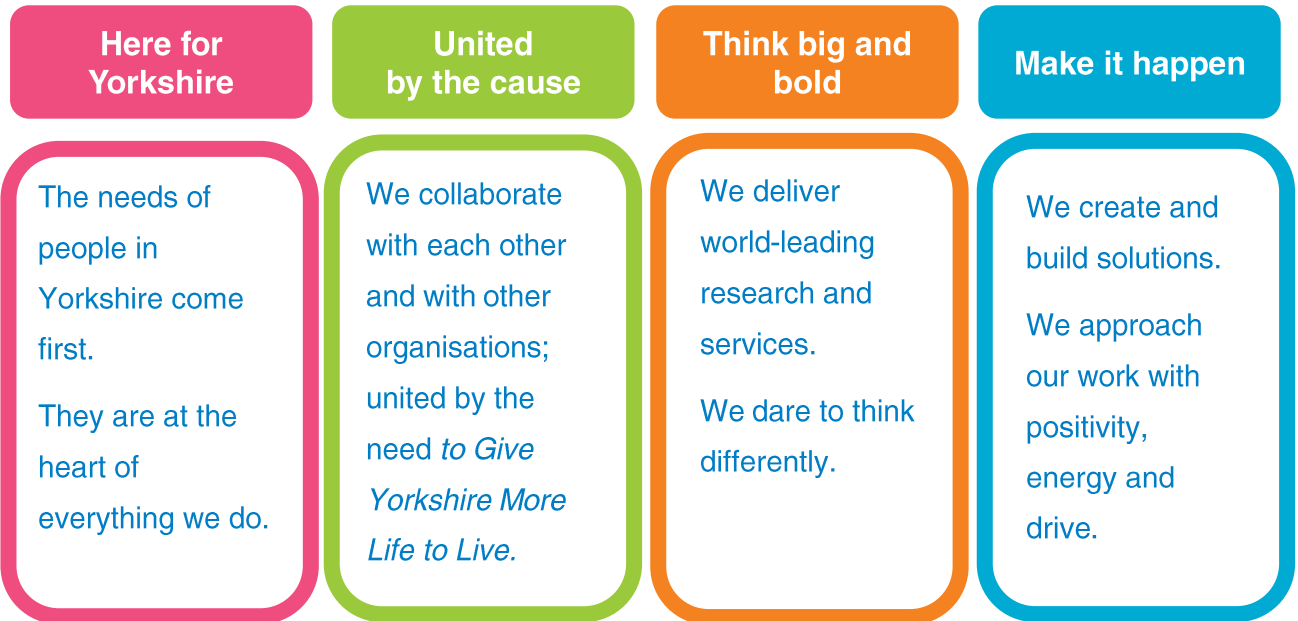 Here for
Yorkshire
The needs of
people in
Yorkshire come
first.
They are at the
heart of
everything we do.
United
by the cause
We collaborate
with each other
and with other
organisations;
united by the
need to Give
Yorkshire More
Life to Live.
Think big and
bold
We deliver
world-leading
research and
services.
We dare to think
differently.
Make it happen
We create and
build solutions.
We approach
our work with
positivity,
energy and
drive.